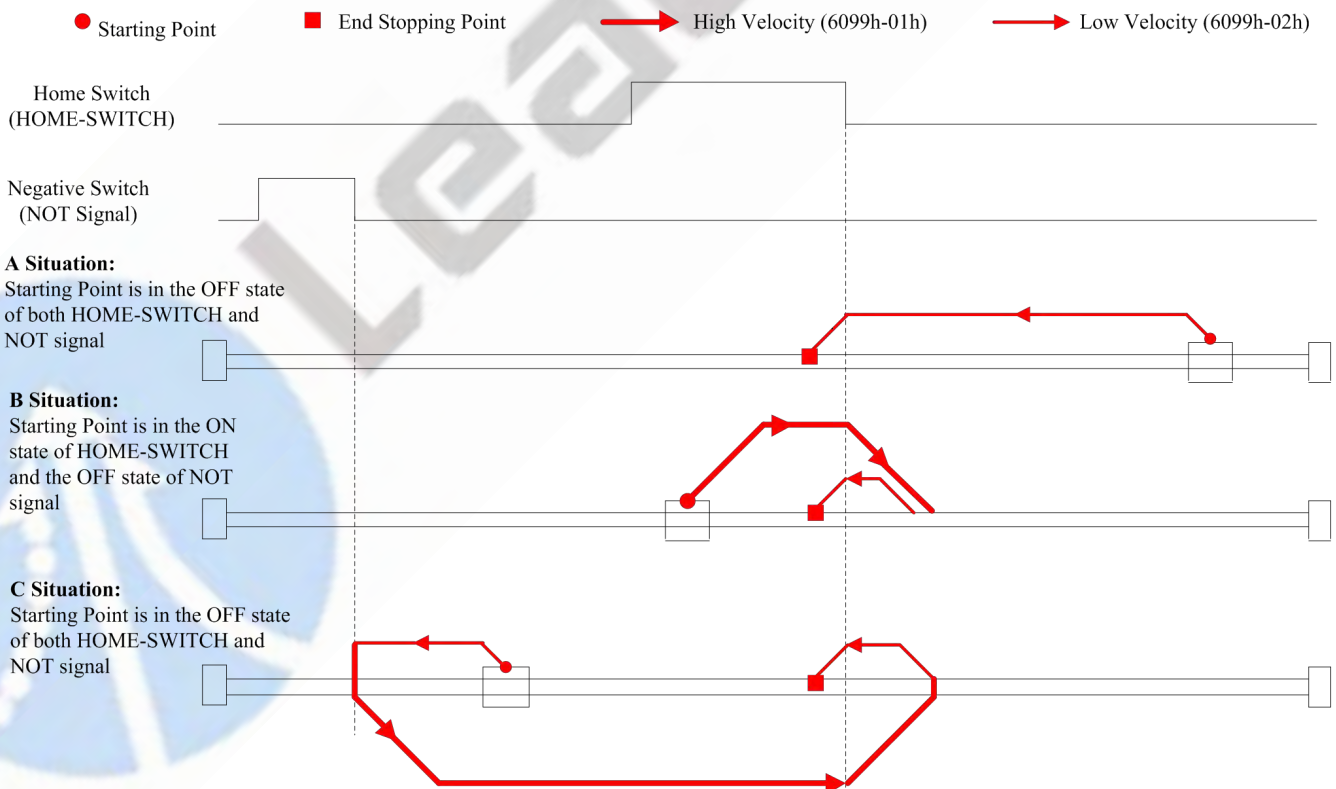 Starting Point
End Stopping Point
High Velocity (6099h-01h)
Low Velocity (6099h-02h)
Home Switch
(HOME-SWITCH)
Negative Switch
(NOT Signal)
A Situation:
Starting Point is in the OFF state
of both HOME-SWITCH and
NOT signal
B Situation:
Starting Point is in the ON
state of HOME-SWITCH
and the OFF state of NOT
signal
C Situation:
Starting Point is in the OFF state
of both HOME-SWITCH and
NOT signal